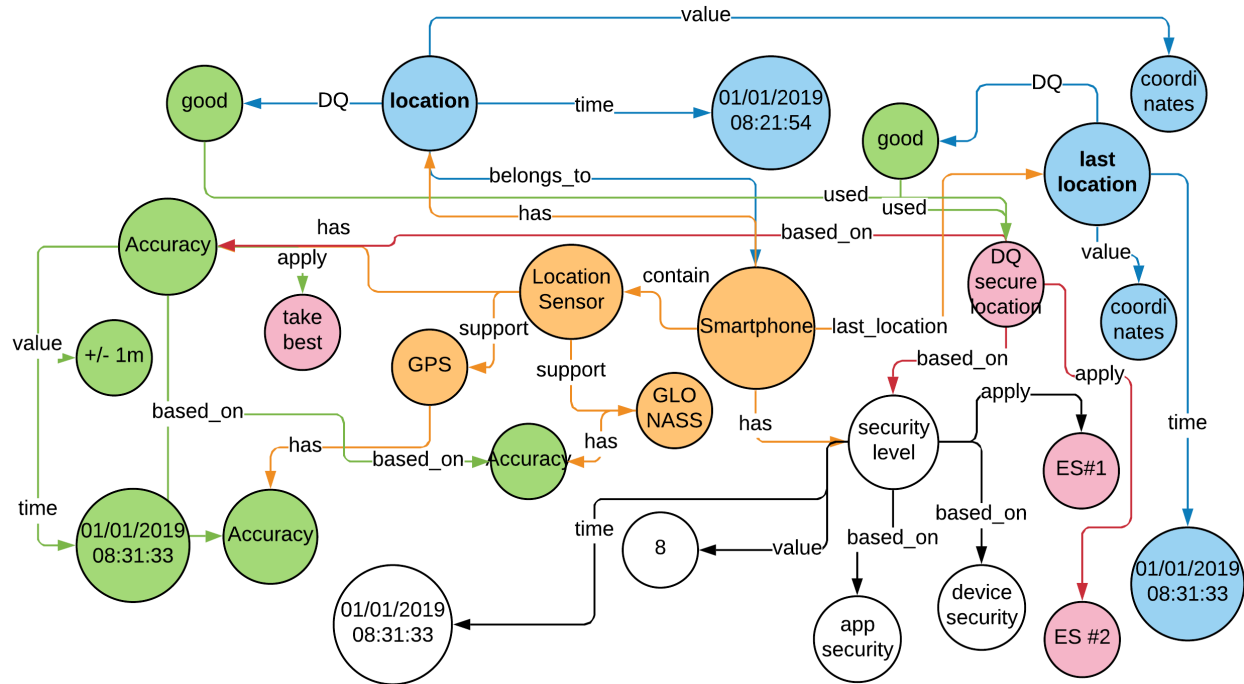 value
good
DQ
location
time
01/01/2019
08:21:54
coordi
nates
DQ
good
last
location
belongs_to
has
used
used
Accuracy
has
based_on
apply
take
best
Location
Sensor
contain
Smartphone
last_location
DQ
secure
location
value
coordi
nates
value
+/- 1m
support
GPS
support
GLO
NASS
has
based_on
apply
apply
based_on
has
based_on
Accuracy
has
security
level
ES#1
time
time
01/01/2019
08:31:33
Accuracy
time
8
value
based_on
based_on
01/01/2019
08:31:33
01/01/2019
08:31:33
app
security
device
security
ES #2